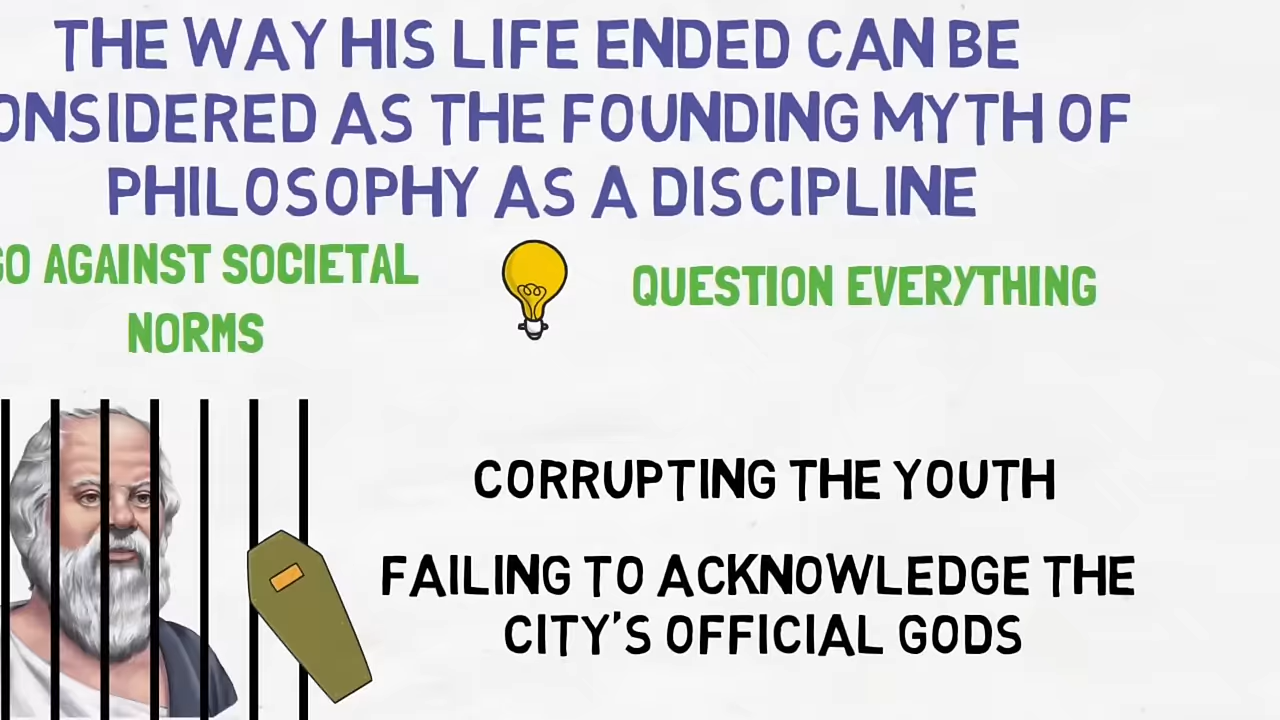 THE WAY HIS LIFE ENDED CAN BE
ONSIDERED AS THE FOUNDING MYTH OF
PHILOSOPHY AS A DISCIPLINE
GO AGAINST SOCIETAL
NORMS
QUESTION EVERYTHING
CORRUPTING THE YOUTH
FAILING TO ACKNOWLEDGE THE
CITY'S OFFICIAL GODS